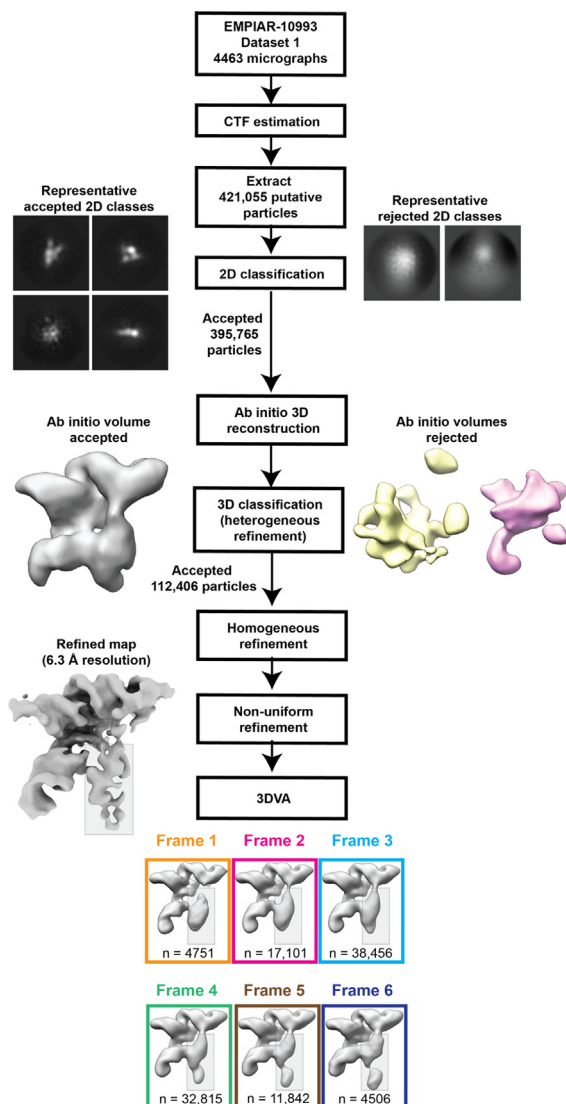 EMPIAR-10993
Dataset 1
4463 micrographs
CTF estimation
Extract
421,055 putative
particles
Representative
accepted 2D classes
Representative
rejected 2D classes
2D classification
Accepted
395,765
particles
Ab initio 3D
reconstruction
Ab initio volume
accepted
Ab initio volumes
rejected
3D classification
(heterogeneous
refinement)
Accepted
112,406 particles
Homogeneous
refinement
Refined map
(6.3 Å resolution)
Non-uniform
refinement
3DVA
Frame 1
Frame 2
Frame 3
n = 4751
n = 17,101
n = 38,456
Frame 4
Frame 5
Frame 6
n = 32,815
n = 11,842
n = 4506